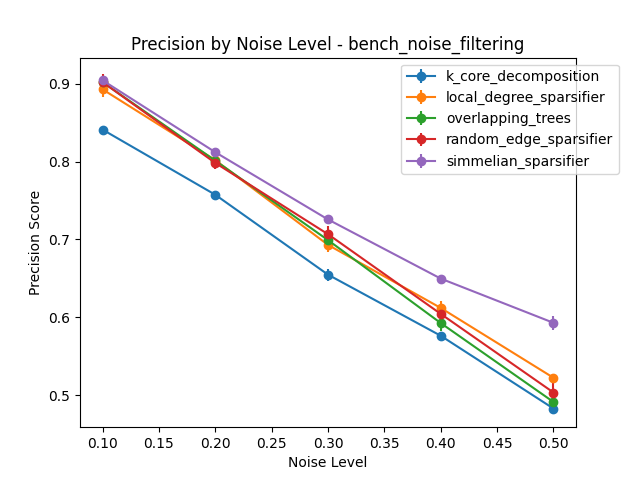 Precision by Noise Level - bench_noise_filtering
k_core_decomposition
local_degree_sparsifier
overlapping_trees
random_edge_sparsifier
simmelian_sparsifier
Precision Score
0.9
0.8
0.7
0.6
0.5
0.10 0.15 0.20 0.25 0.30 0.35 0.40 0.45 0.50
Noise Level